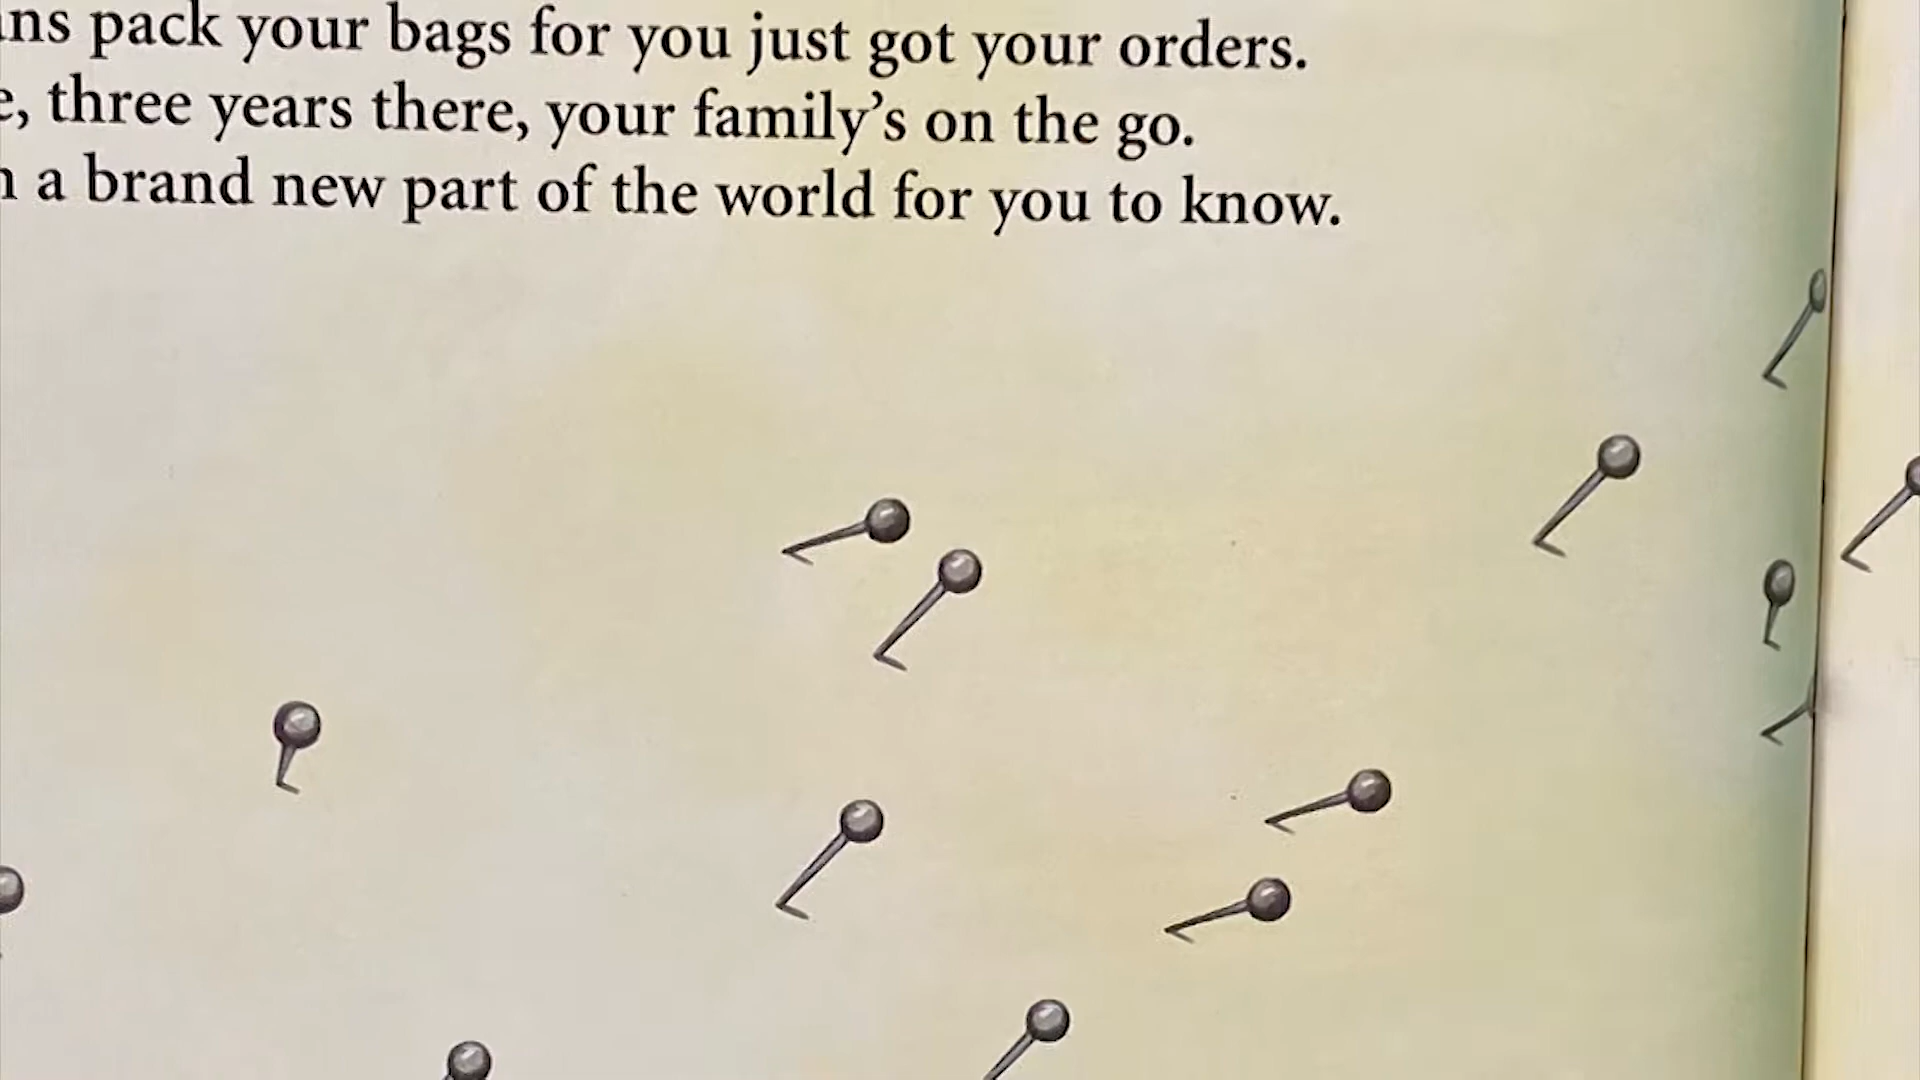 pack your bags for you just got your orders.
three years there, your family's on the go.
a brand new part of the world for you to know.